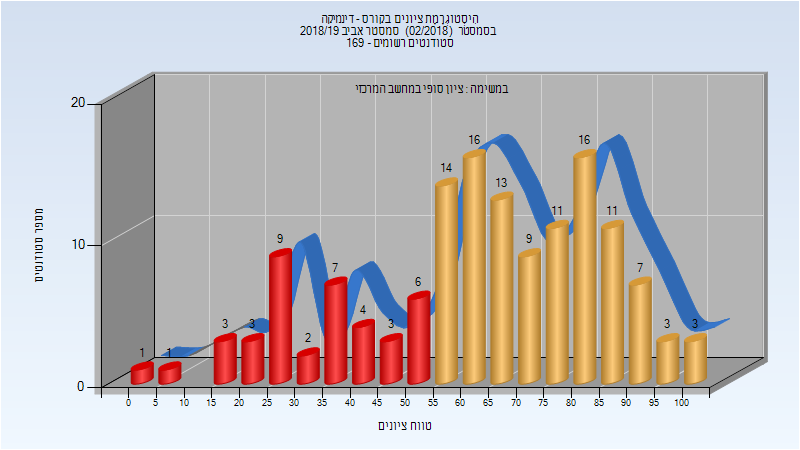 היסטוגרמת ציונים בקורס - דינמיקה
בסמסטר (02/2018) סמסטר אביב 2018/19
סטודנטים רשומים - 169
במשימה : ציון סופי במחשב המרכזי
מספר סטודנטים
20
10
0
1 1 3 3 9 2 7 4 3 6 14 16 13 9 11 16 11 7 3 3
0 5 10 15 20 25 30 35 40 45 50 55 60 65 70 75 80 85 90 95 100
טווח ציונים